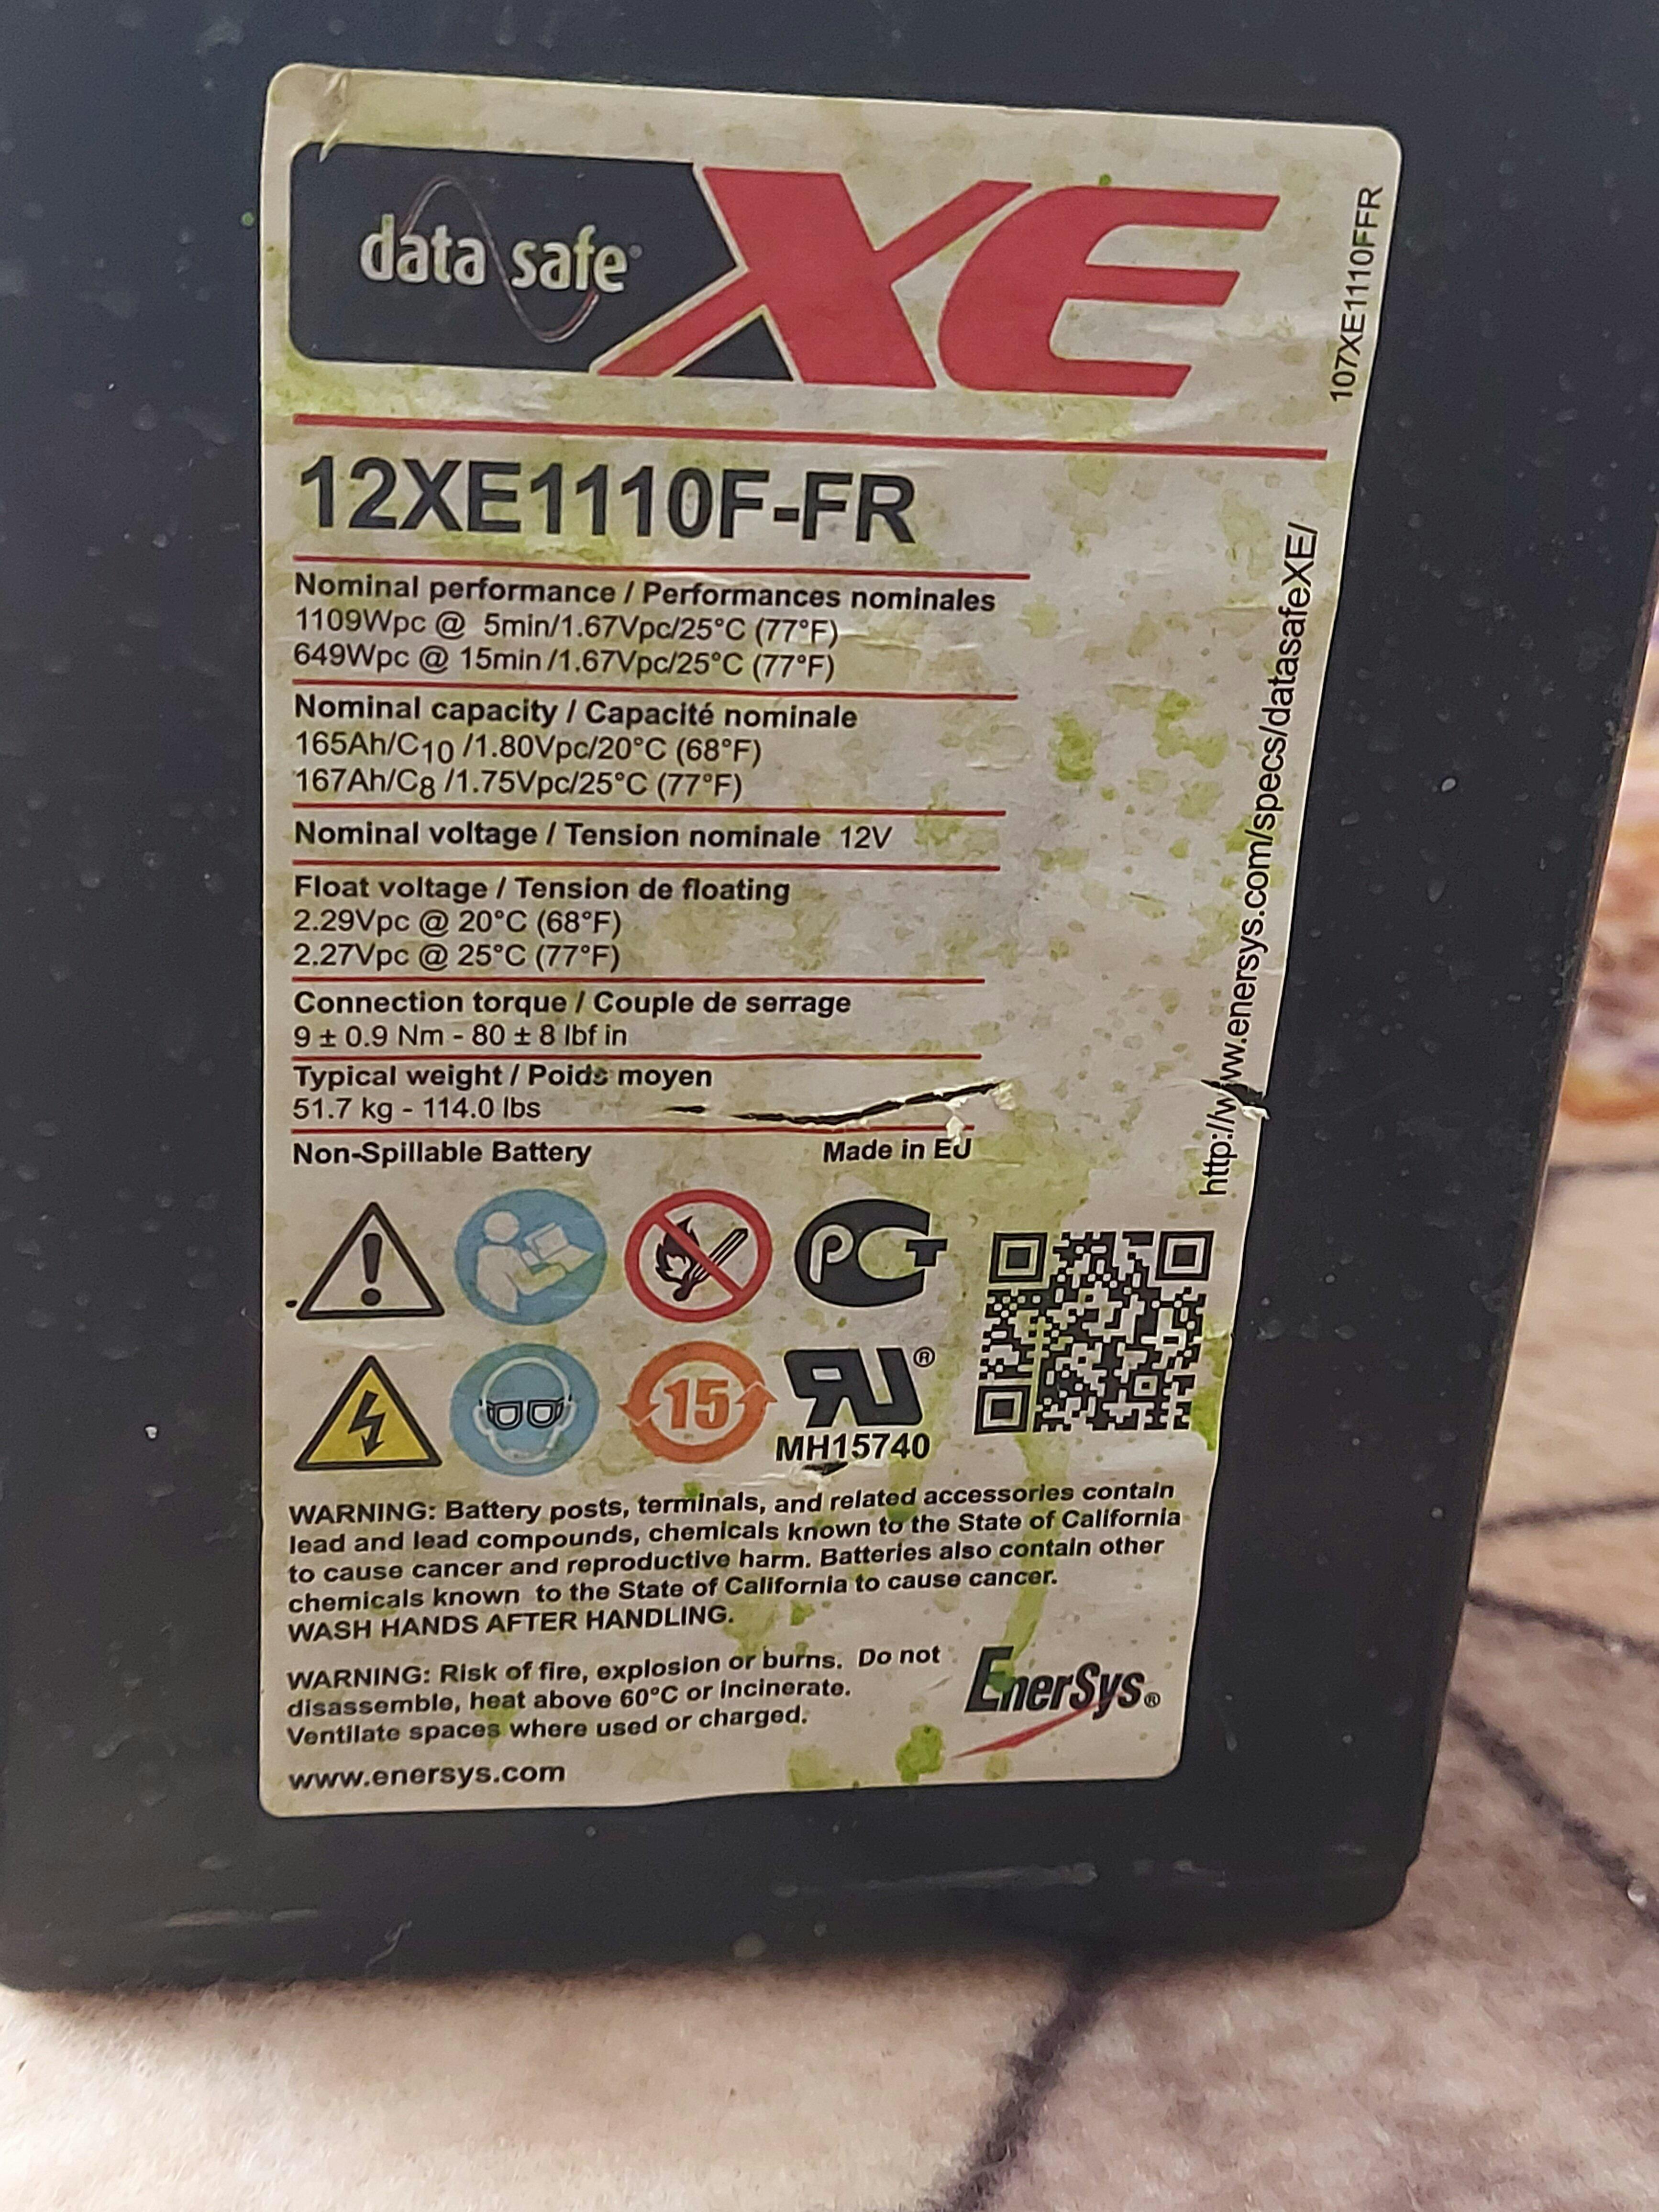 data safe XE
107XE1110FFR
12XE1110F-FR
Nominal performance / Performances nominales
1109Wpc @ 5min/1.67Vpc/25°C (77°F)
649Wpc @ 15min/1.67Vpc/25°C (77°F)
Nominal capacity / Capacité nominale
165Ah/C10 /1.80Vpc/20°C (68°F)
167Ah/C8 /1.75Vpc/25°C (77°F)
Nominal voltage / Tension nominale 12V
Float voltage / Tension de floating
2.29Vpc @ 20°C (68°F)
2.27Vpc @ 25°C (77°F)
Connection torque / Couple de serrage
9 ± 0.9 Nm - 80 ± 8 lbf in
Typical weight / Poids moyen
51.7 kg - 114.0 lbs
Non-Spillable Battery Made in EU
http://www.enersys.com/specs/datasafeXE/
PCT
15
RU®
MH15740
WARNING: Battery posts, terminals, and related accessories contain
lead and lead compounds, chemicals known to the State of California
to cause cancer and reproductive harm. Batteries also contain other
chemicals known to the State of California to cause cancer.
WASH HANDS AFTER HANDLING.
WARNING: Risk of fire, explosion or burns. Do not
disassemble, heat above 60°C or incinerate.
Ventilate spaces where used or charged.
EnerSys®
www.enersys.com